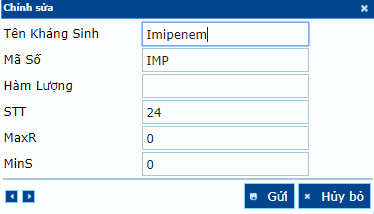 Chỉnh sửa
Tên Kháng Sinh Imipenem
Mã Số IMP
Hàm Lượng
STT 24
MaxR 0
MinS 0
Gửi Hủy bỏ